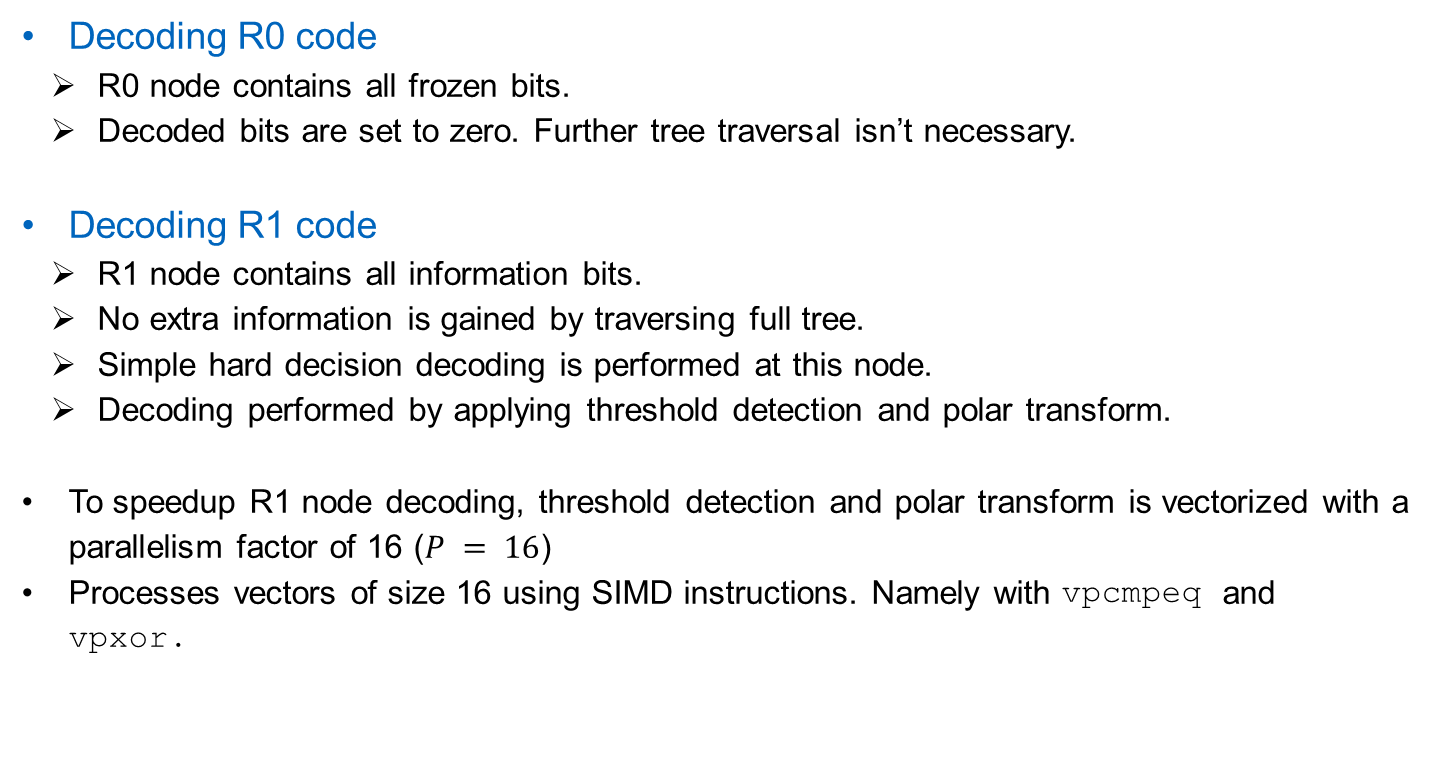 • Decoding R0 code
➢ R0 node contains all frozen bits.
➢ Decoded bits are set to zero. Further tree traversal isn’t necessary.
• Decoding R1 code
➢ R1 node contains all information bits.
➢ No extra information is gained by traversing full tree.
➢ Simple hard decision decoding is performed at this node.
➢ Decoding performed by applying threshold detection and polar transform.
• To speedup R1 node decoding, threshold detection and polar transform is vectorized with a
parallelism factor of 16 (P = 16)
• Processes vectors of size 16 using SIMD instructions. Namely with vpcmpeq and
vpxor.